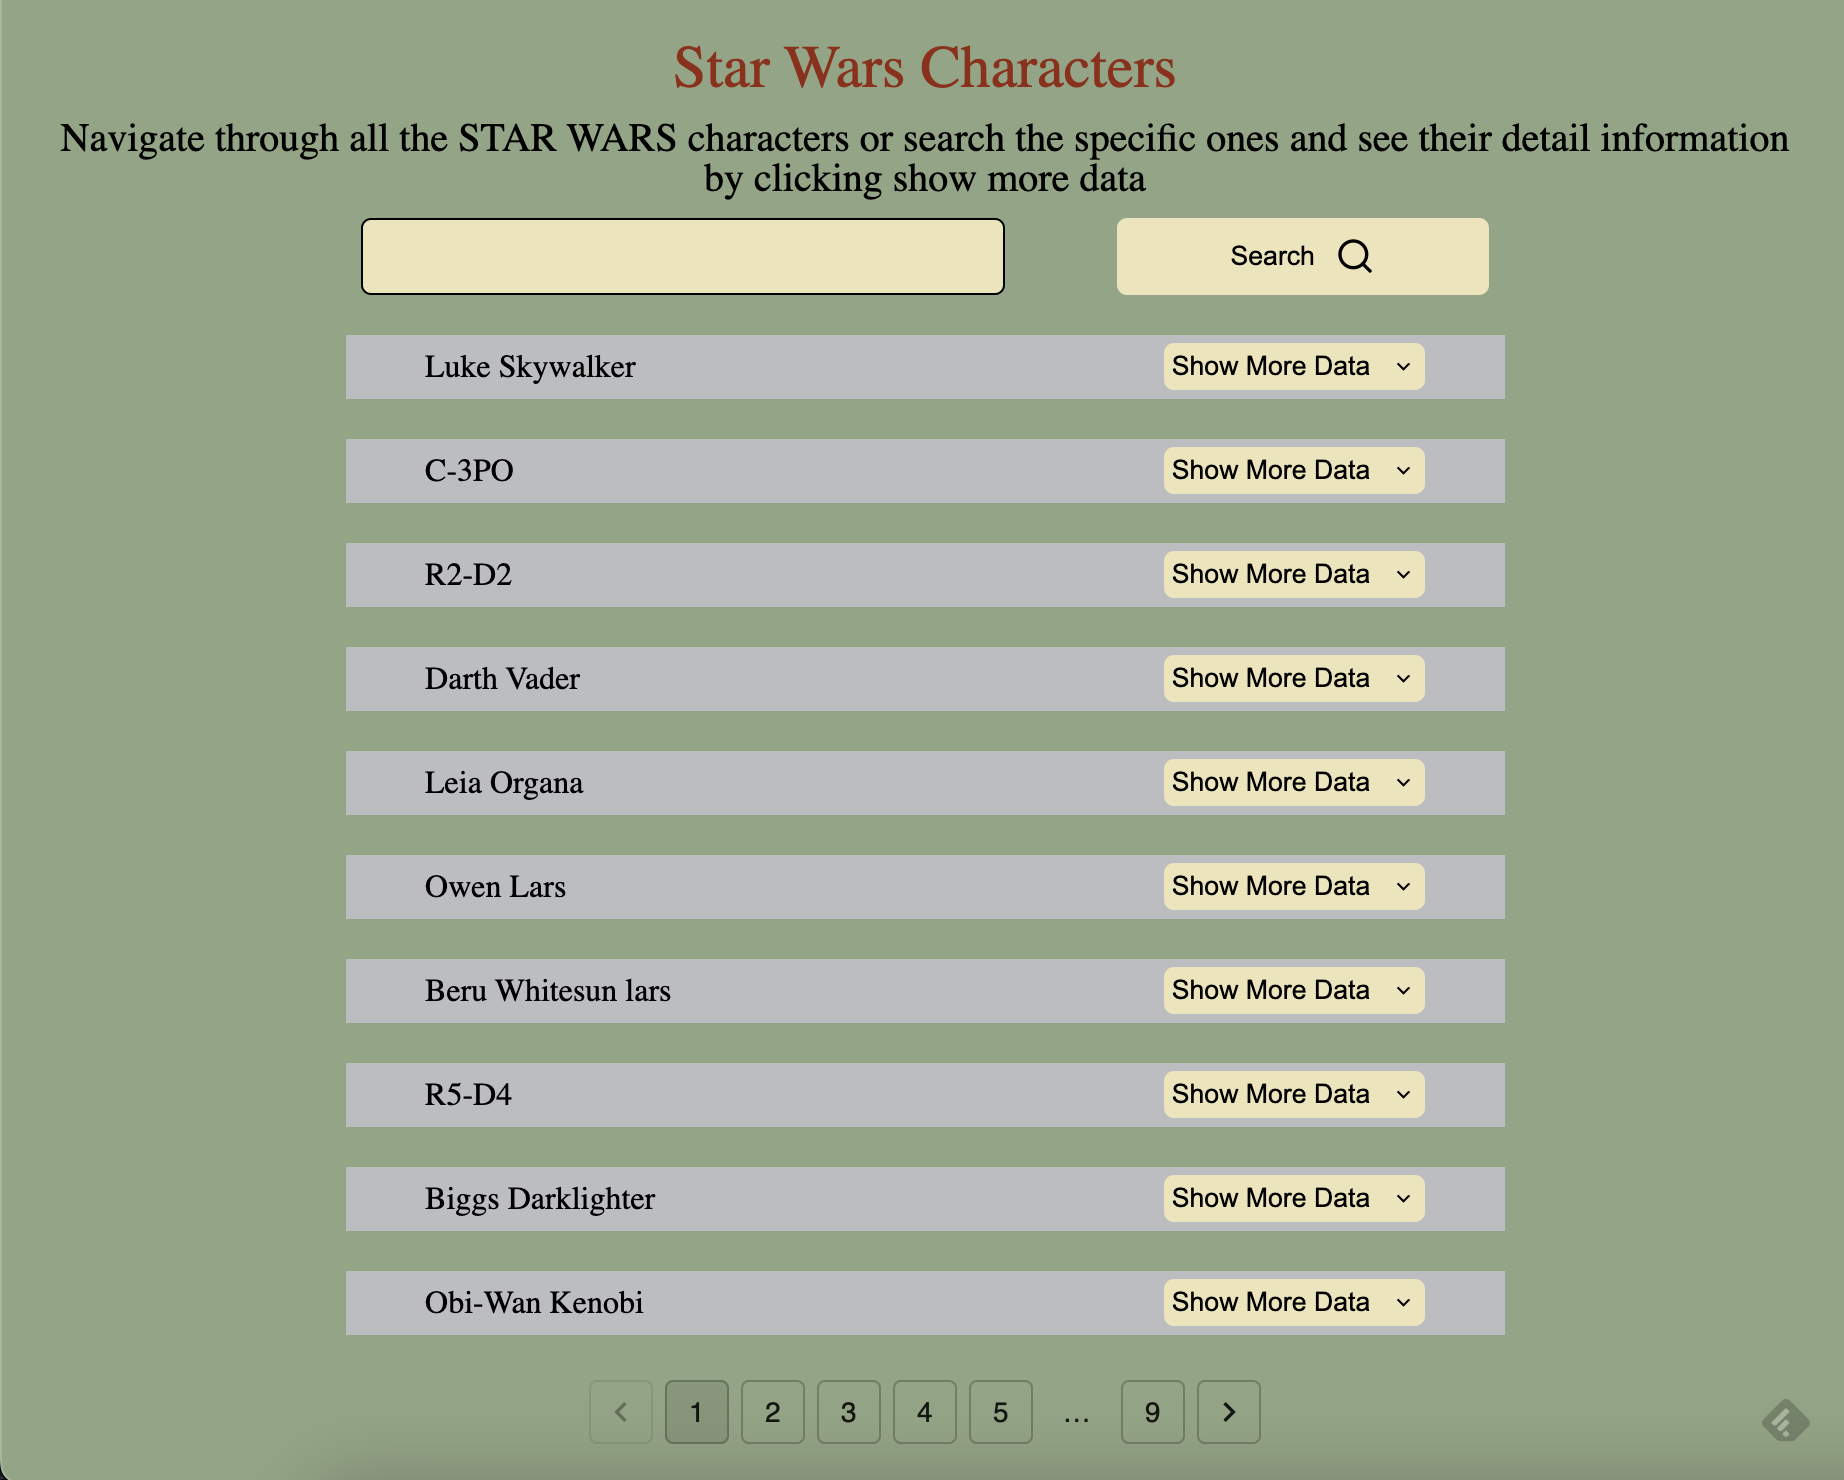 Star Wars Characters
Navigate through all the STAR WARS characters or search the specific ones and see their detail information
by clicking show more data
Search
Luke Skywalker Show More Data
C-3PO Show More Data
R2-D2 Show More Data
Darth Vader Show More Data
Leia Organa Show More Data
Owen Lars Show More Data
Beru Whitesun lars Show More Data
R5-D4 Show More Data
Biggs Darklighter Show More Data
Obi-Wan Kenobi Show More Data
1 2 3 4 5 ... 9